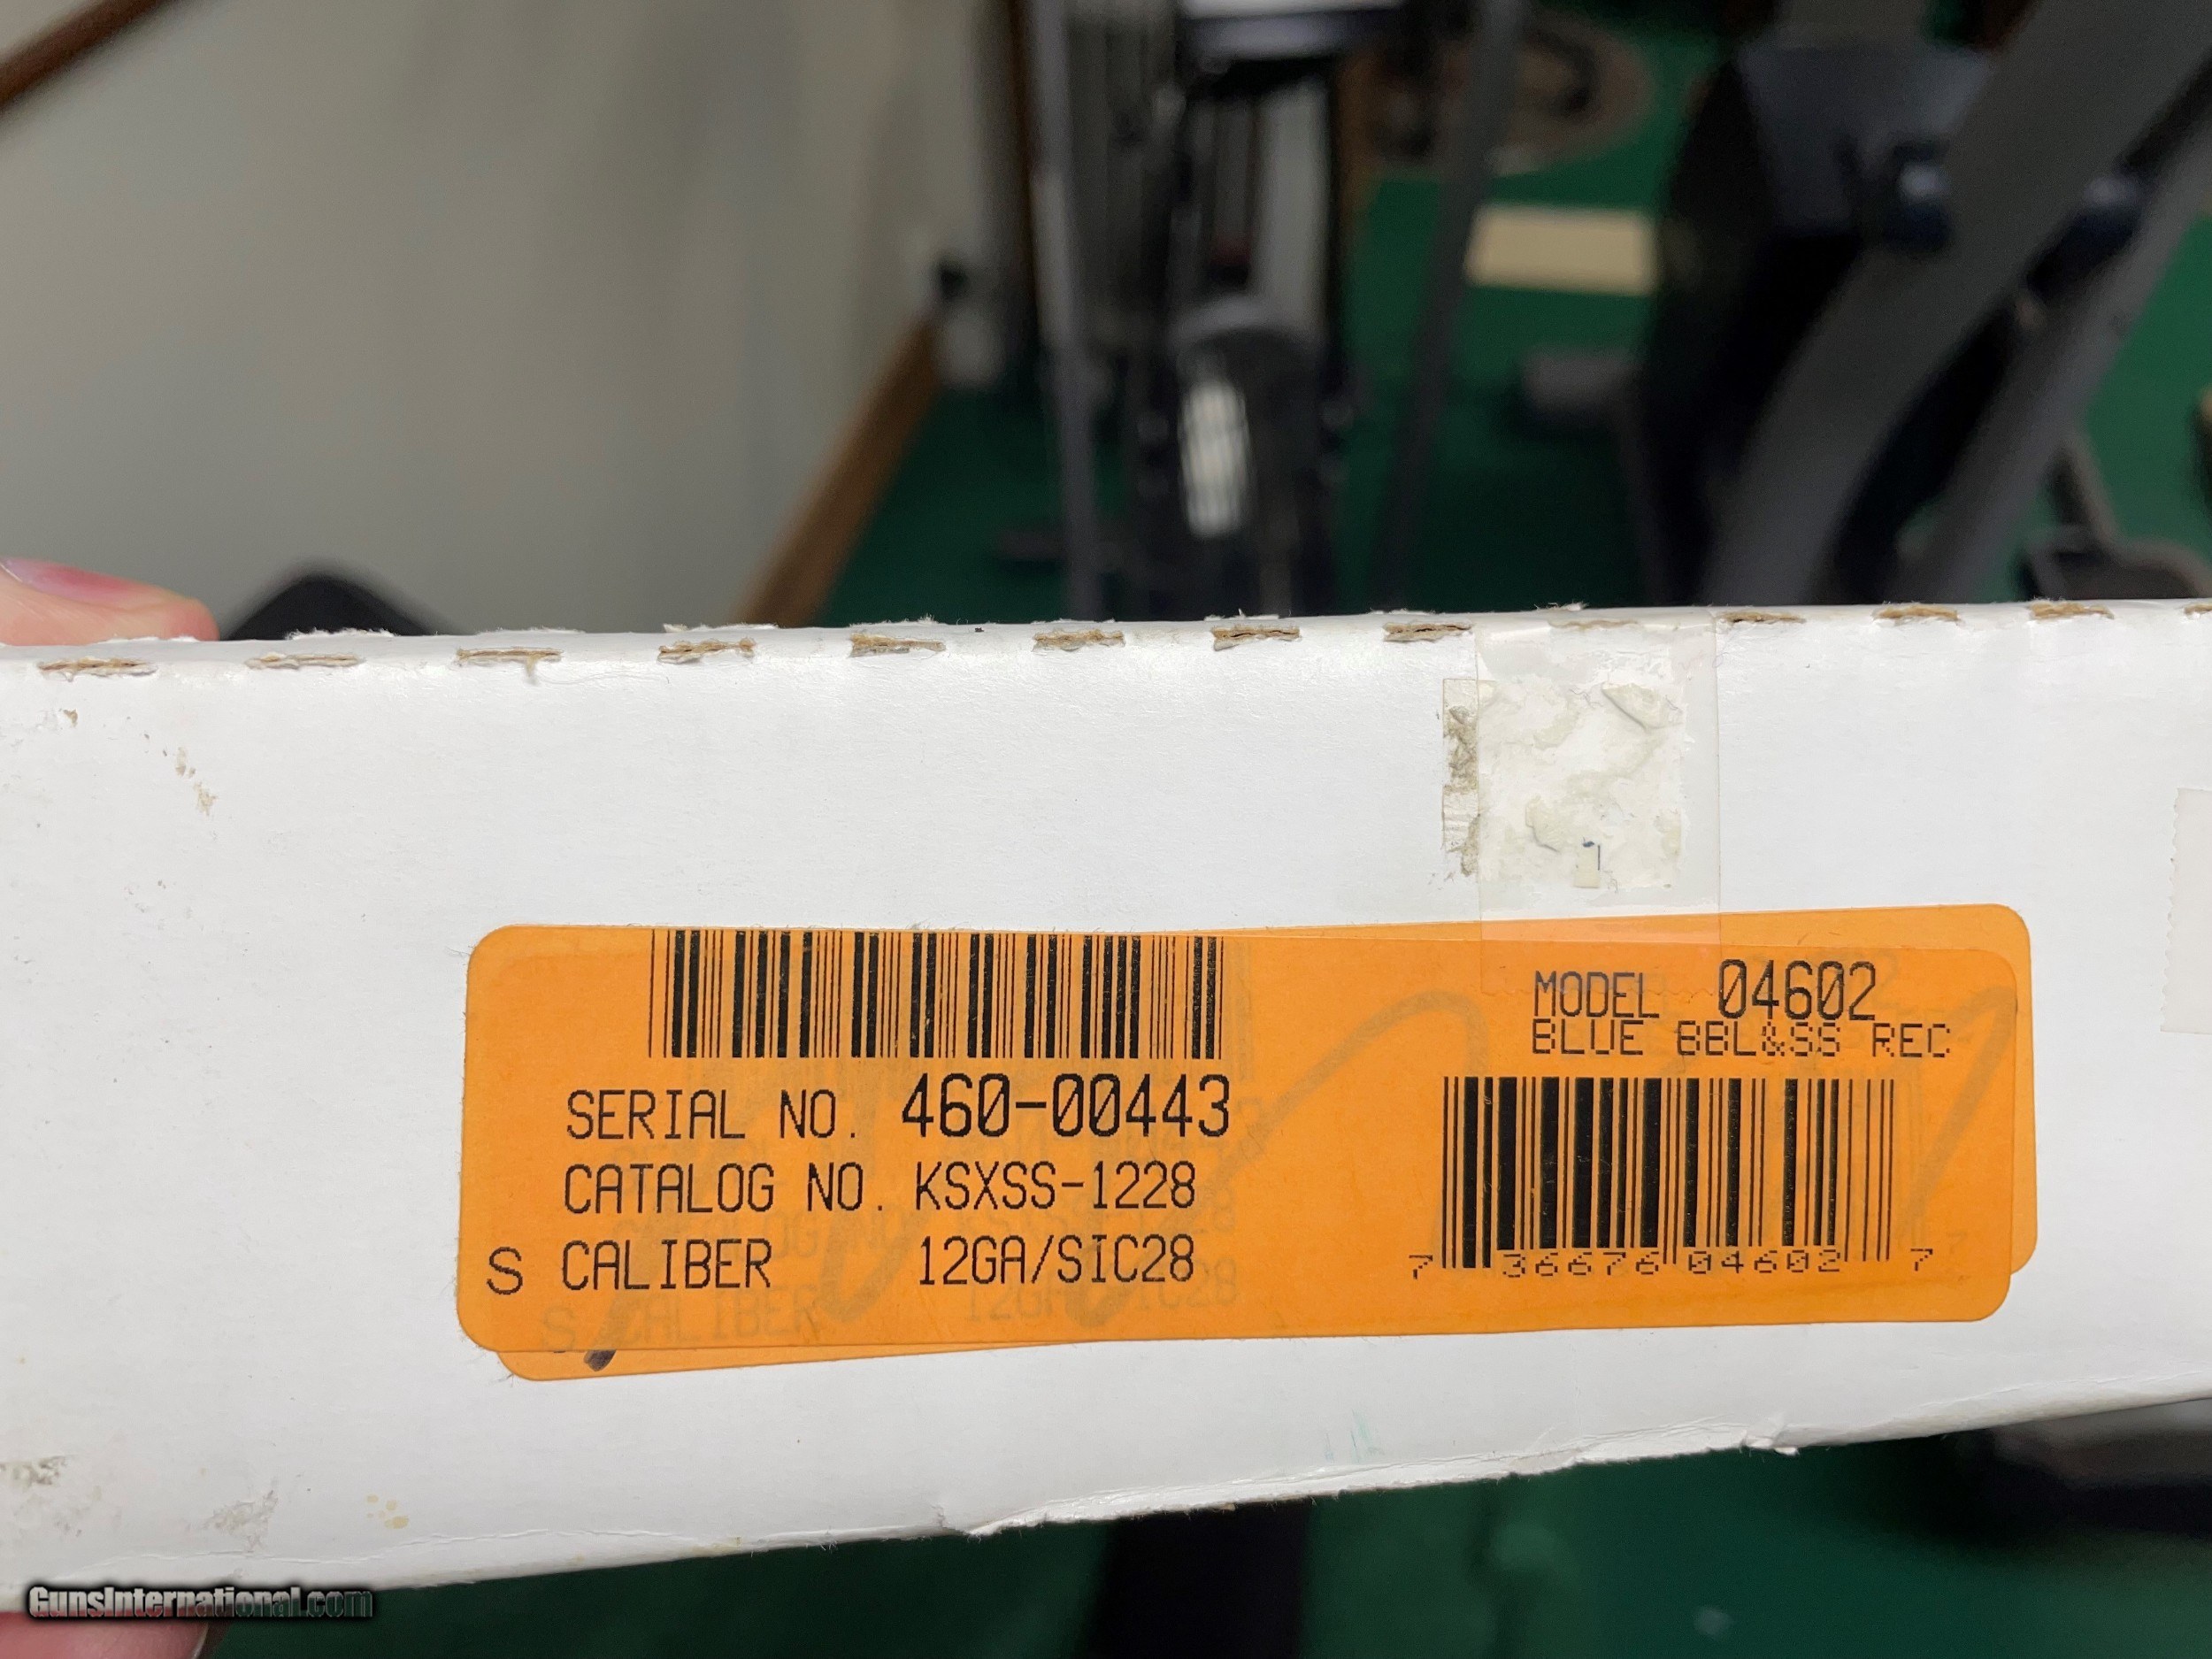 MODEL 04602
BLUE BBL&SS REC
SERIAL NO. 460-00443
CATALOG NO. KSXSS-1228
S CALIBER 12GA/SIC28
7 36676 04602 7
GunsInternational.com